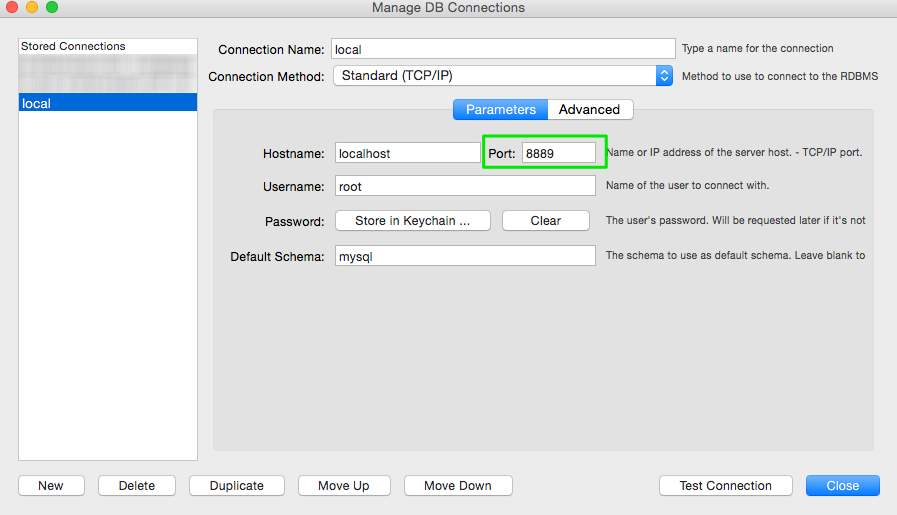 Manage DB Connections
Stored Connections
local
Connection Name: local Type a name for the connection
Connection Method: Standard (TCP/IP) Method to use to connect to the RDBMS
Parameters Advanced
Hostname: localhost Port: 8889 Name or IP address of the server host. - TCP/IP port.
Username: root Name of the user to connect with.
Password: Store in Keychain ... Clear The user's password. Will be requested later if it's not
Default Schema: mysql The schema to use as default schema. Leave blank to
New Delete Duplicate Move Up Move Down Test Connection Close